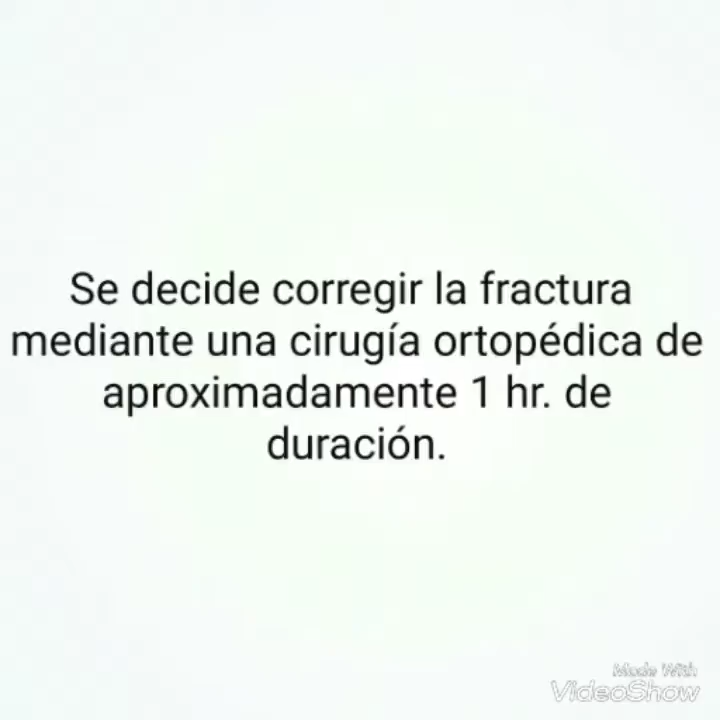 Se decide corregir la fractura
mediante una cirugía ortopédica de
aproximadamente 1 hr. de
duración.
Made With
VideoShow